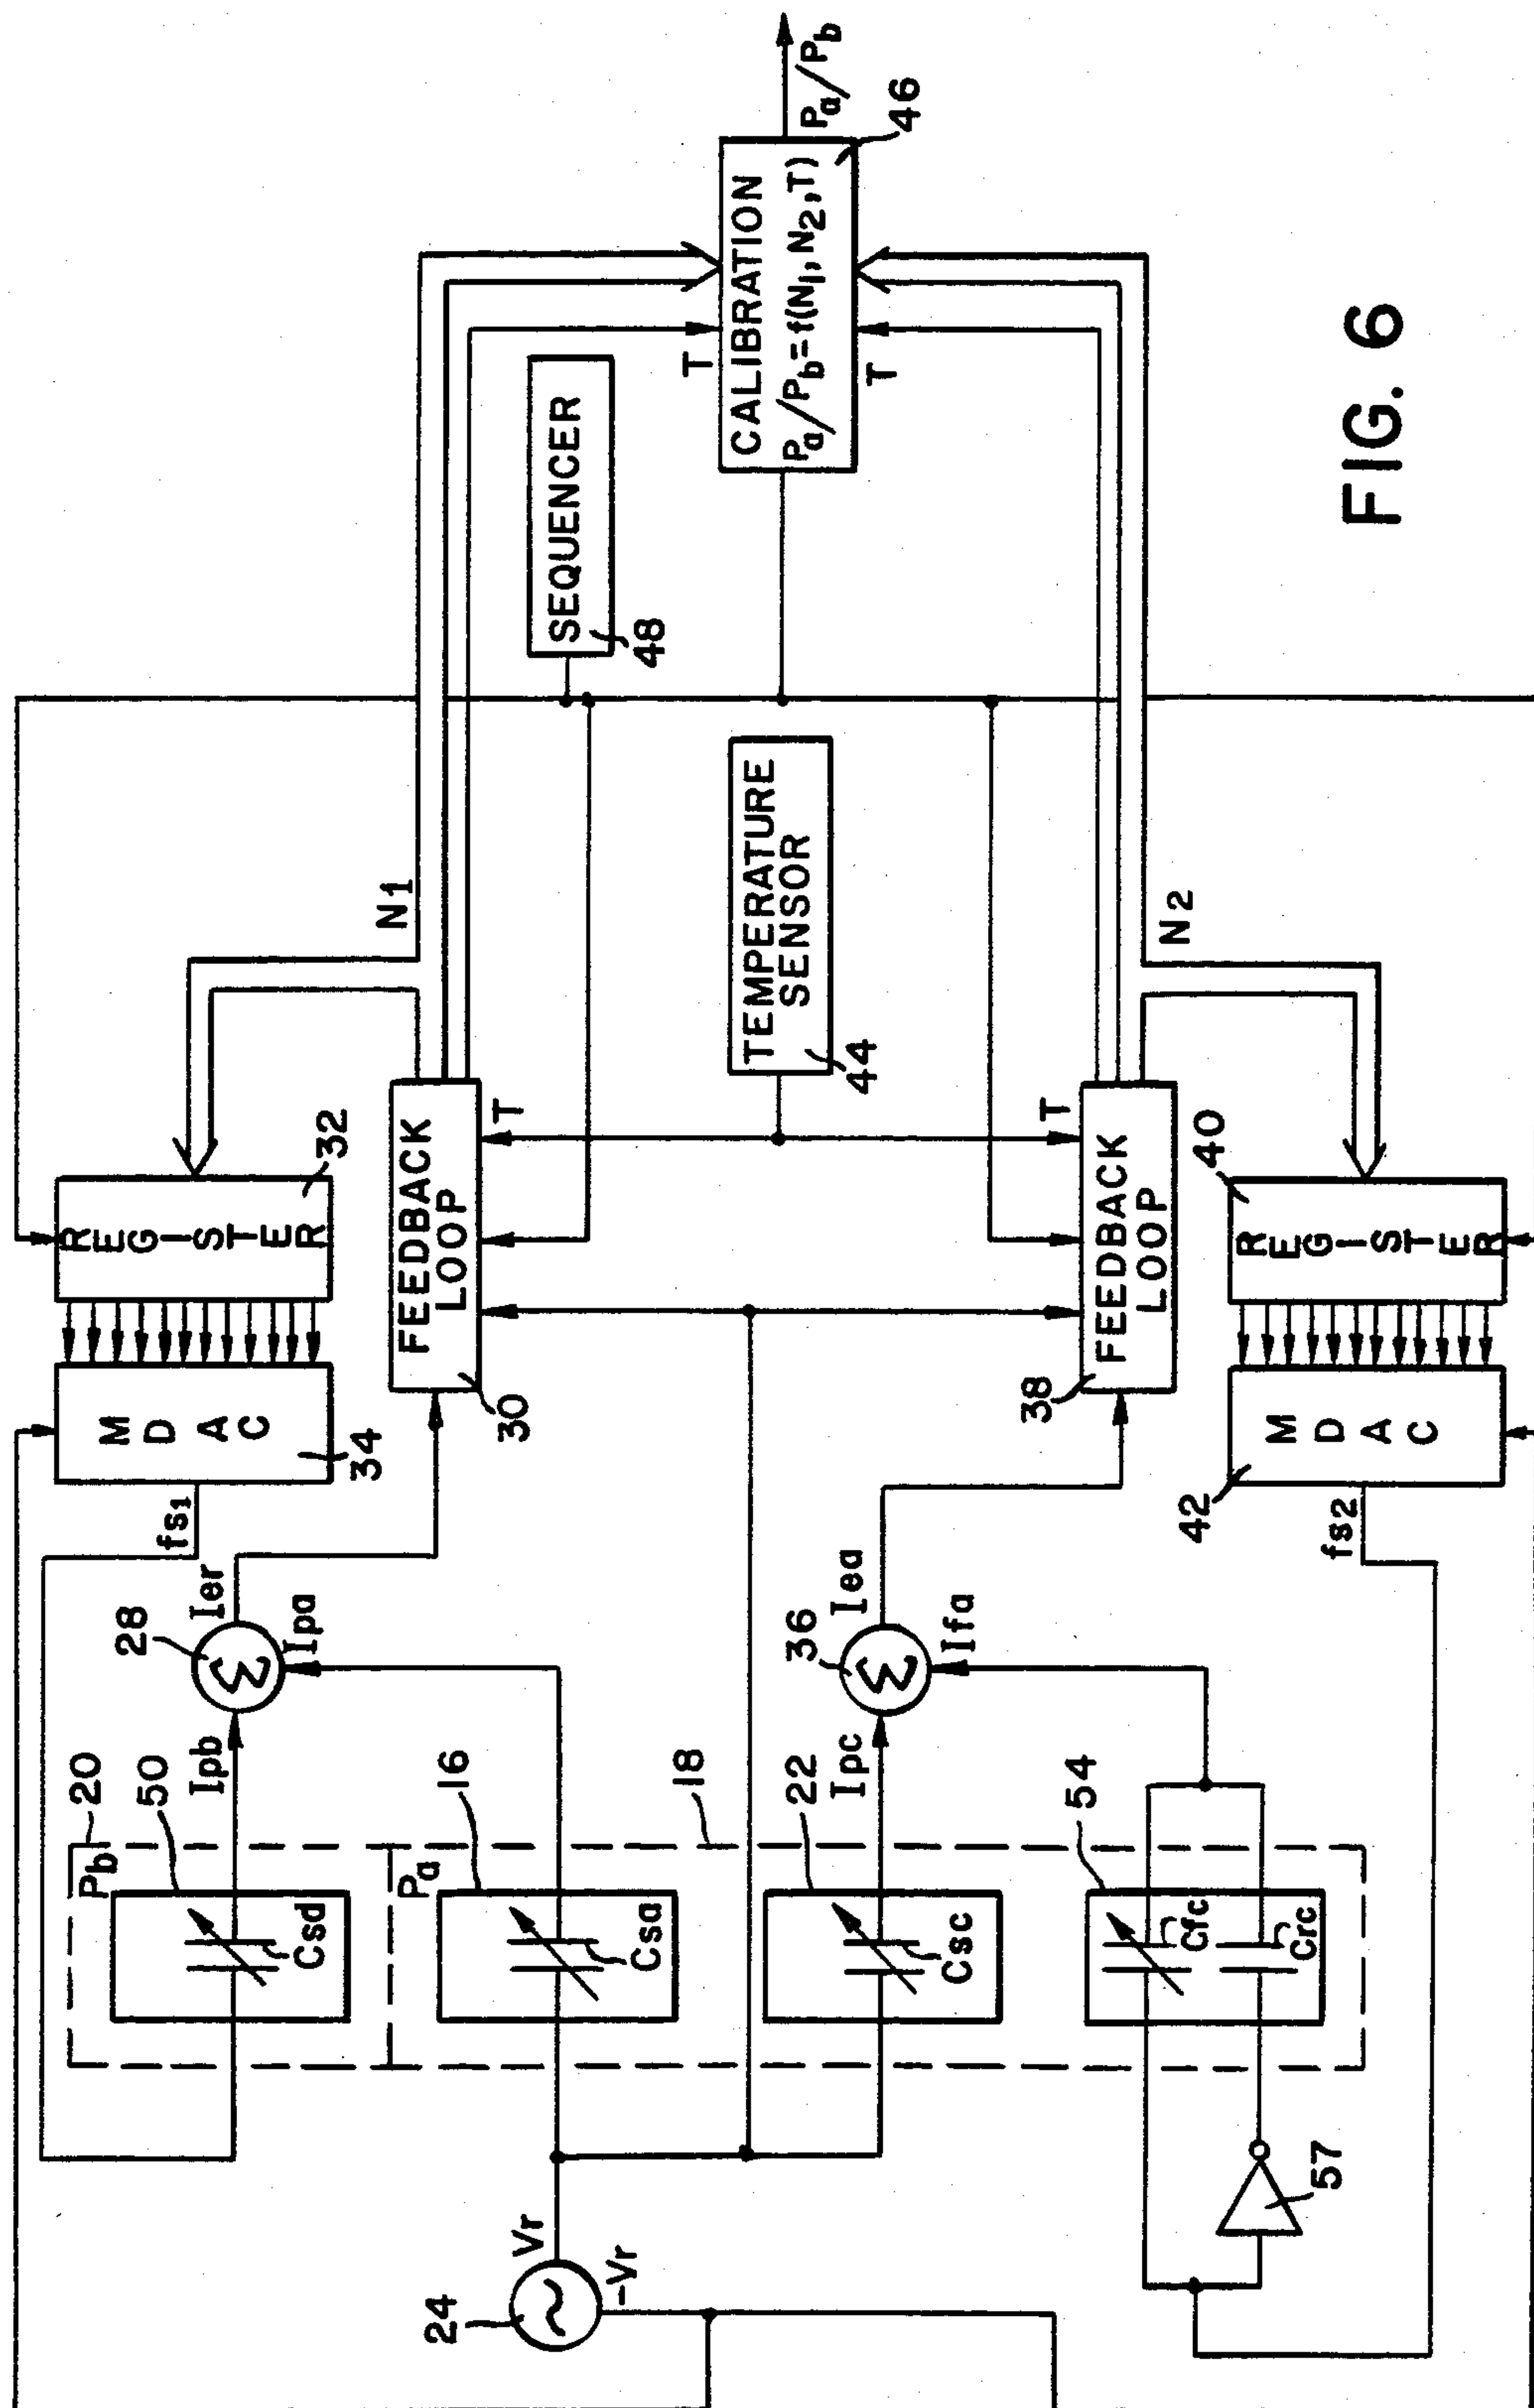 24
Vr
-Vr
57
20
Pb
50
Csd
Ipb
Pa
16
Csa
18
22
Csc
Ipc
54
Cfc
Crc
28
Σ
Ier
Ipa
36
Σ
Iea
Ifa
fs1
MDAC
34
REGISTER
32
FEEDBACK
LOOP
30
T
N1
FEEDBACK
LOOP
38
T
N2
fs2
MDAC
42
REGISTER
40
TEMPERATURE
SENSOR
44
SEQUENCER
48
T
CALIBRATION
Pa/Pb=f(N1,N2,T)
T
46
Pa/Pb
FIG. 6